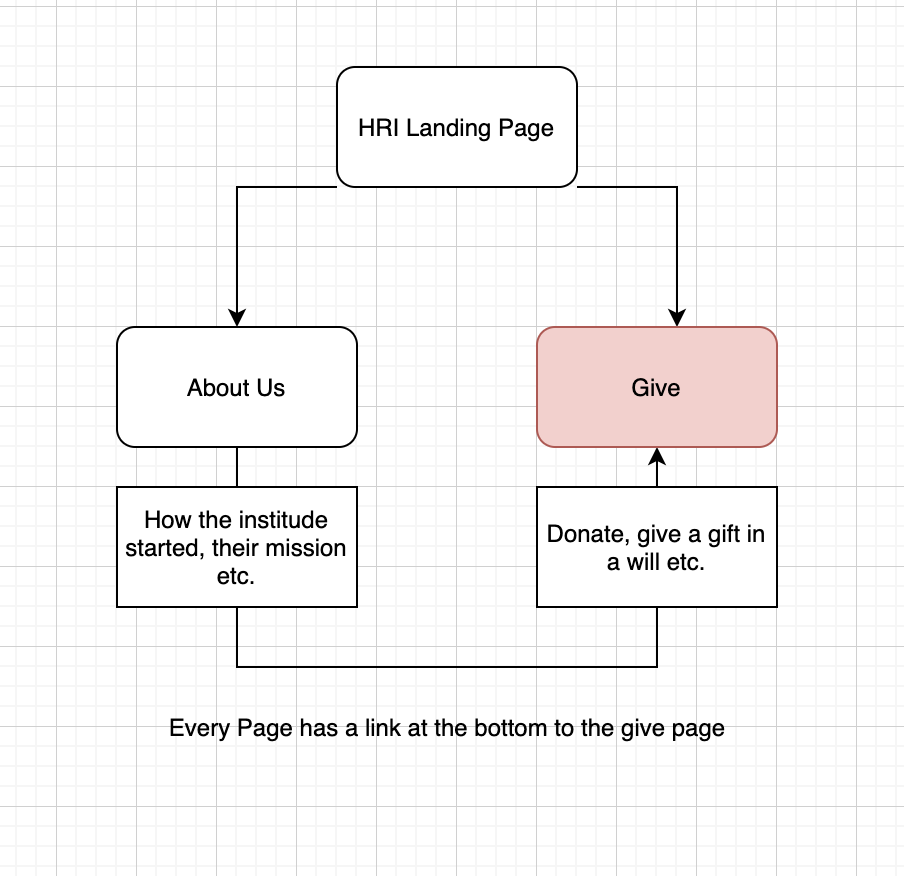 HRI Landing Page
About Us
Give
How the institude
started, their mission
etc.
Donate, give a gift in
a will etc.
Every Page has a link at the bottom to the give page